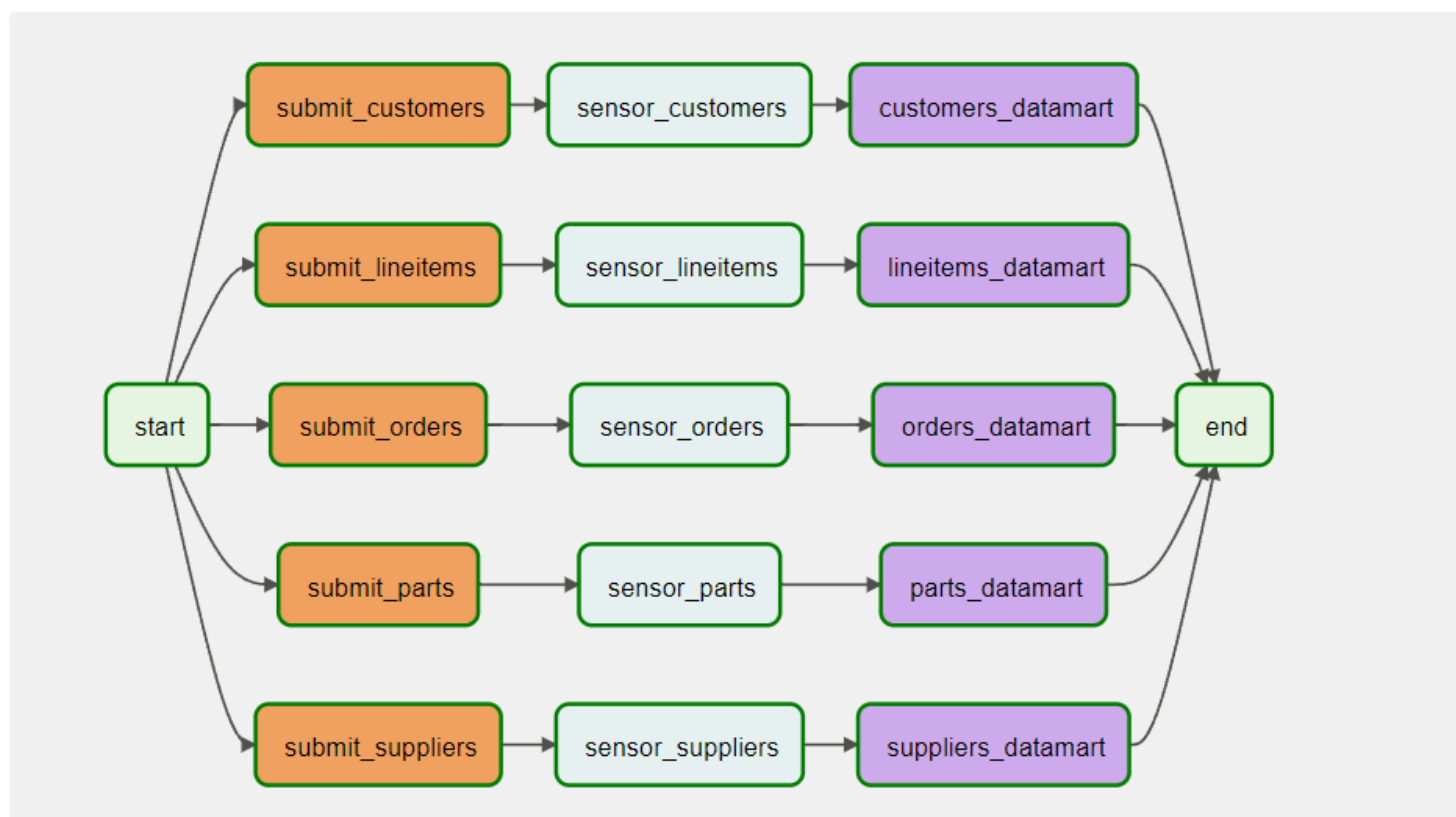 submit_customers
sensor_customers
customers_datamart
submit_lineitems
sensor_lineitems
lineitems_datamart
start
submit_orders
sensor_orders
orders_datamart
end
submit_parts
sensor_parts
parts_datamart
submit_suppliers
sensor_suppliers
suppliers_datamart